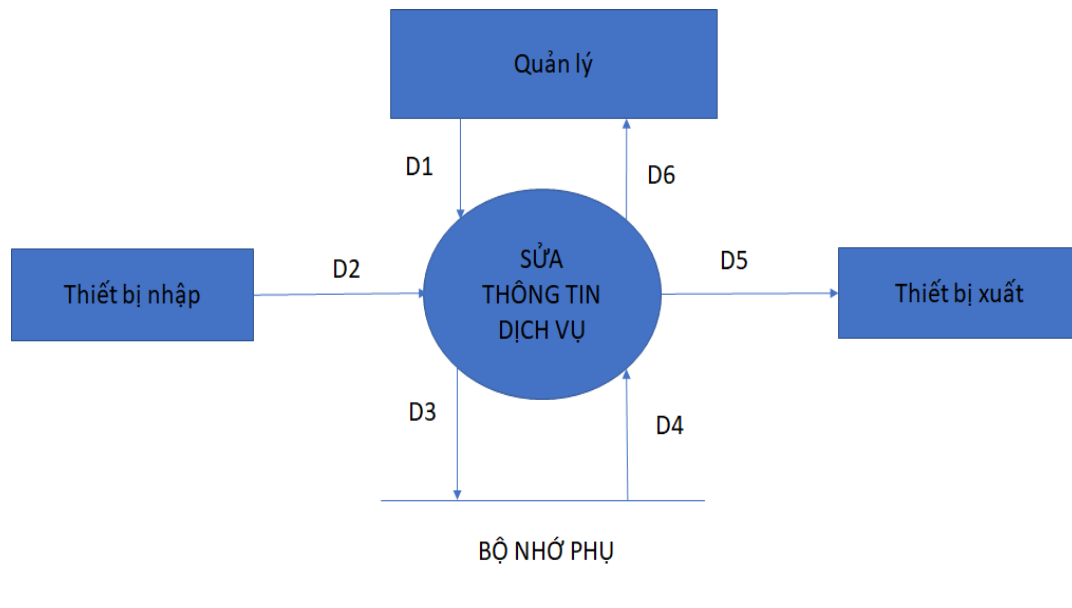 Quản lý
D1
D6
Thiết bị nhập
D2
SỬA
THÔNG TIN
DỊCH VỤ
D5
Thiết bị xuất
D3
D4
BỘ NHỚ PHỤ